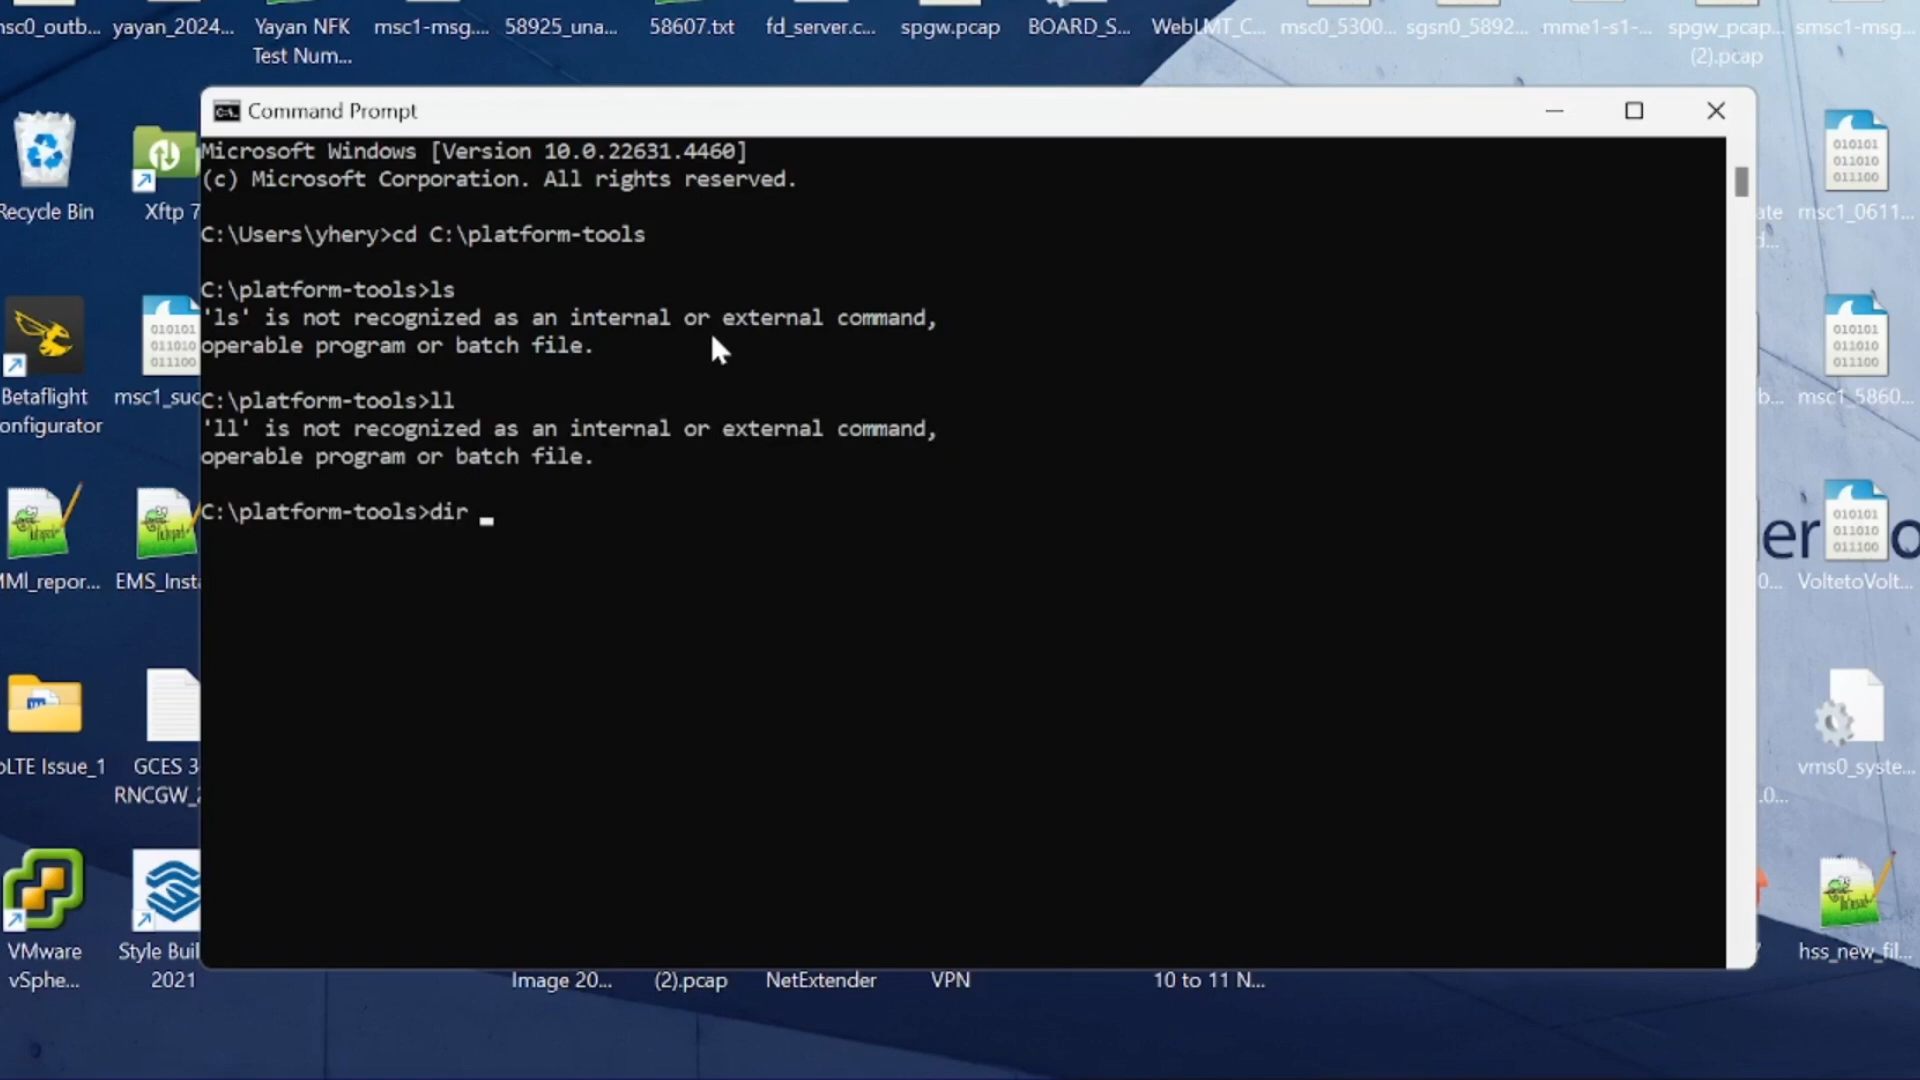 msc0_outb...
yayan_2024...
Yayan NFK
Test Num...
msc1-msg....
58925_una...
58607.txt
fd_server.c...
spgw.pcap
BOARD_S...
WebLMT_C...
msc0_5300...
sgsn0_5892...
mme1-s1-...
spgw_pcap...
(2).pcap
smsc1-msg...
Command Prompt
Microsoft Windows [Version 10.0.22631.4460]
(c) Microsoft Corporation. All rights reserved.
C:\Users\yhery>cd C:\platform-tools
C:\platform-tools>ls
'ls' is not recognized as an internal or external command,
operable program or batch file.
C:\platform-tools>ll
'll' is not recognized as an internal or external command,
operable program or batch file.
C:\platform-tools>dir
Recycle Bin
Xftp 7
Betaflight
onfigurator
msc1_suc
MMI_repor...
EMS_Insta
oLTE Issue_1
GCES 3
RNCGW_2
VMware
vSphe...
Style Buil
2021
Image 20...
(2).pcap
NetExtender
VPN
10 to 11 N...
msc1_0611...
msc1_5860...
er
VoltetoVolt...
vms0_syste...
hss_new_fil...